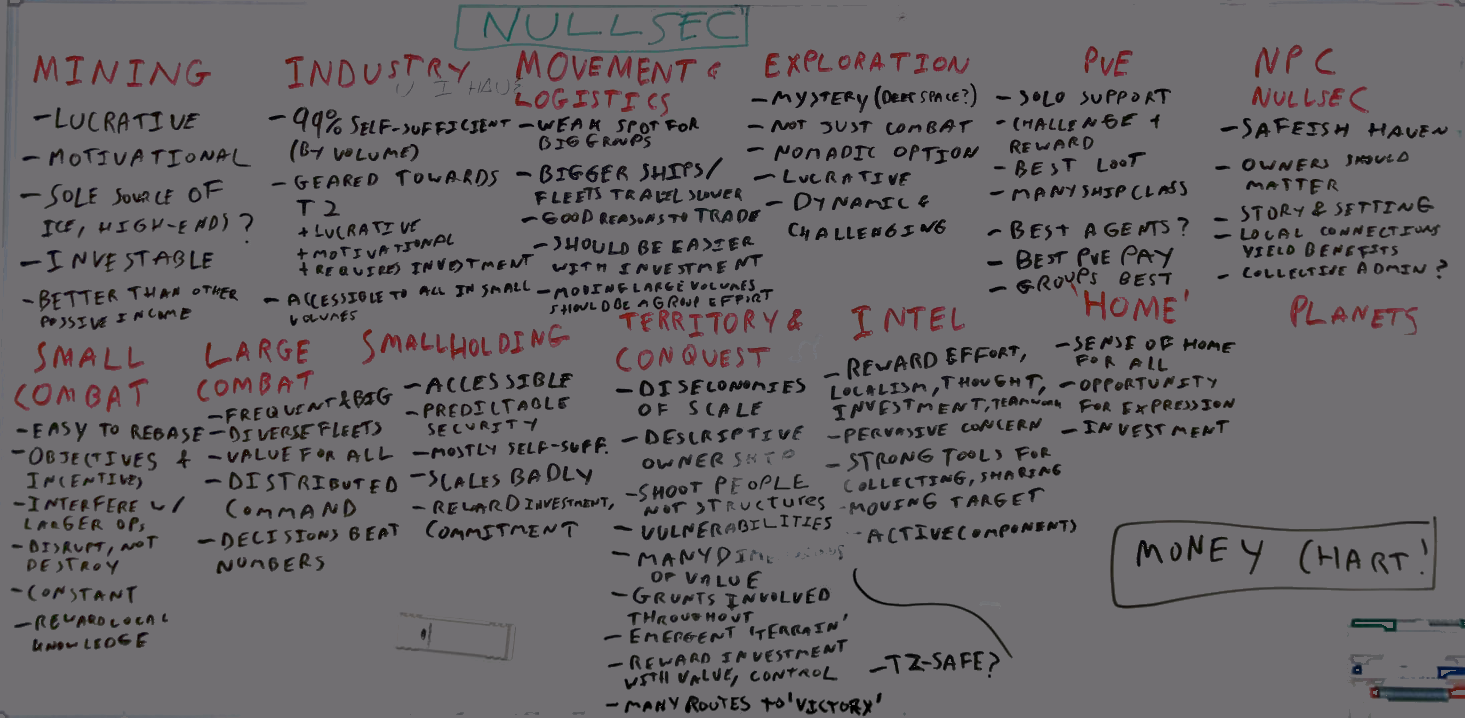 NULLSEC
MINING
- LUCRATIVE
- MOTIVATIONAL
- SOLE SOURCE OF
ICE, HIGH-ENDS?
- INVESTABLE
- BETTER THAN OTHER
PASSIVE INCOME
INDUSTRY
I HAVE
- 99% SELF-SUFFICIENT
(BY VOLUME)
- GEARED TOWARDS
T2
+ LUCRATIVE
+ MOTIVATIONAL
+ REQUIRES INVESTMENT
- ACCESSIBLE TO ALL IN SMALL
VOLUMES
MOVEMENT &
LOGISTICS
- WEAK SPOT FOR
BIG GROUPS
- BIGGER SHIPS/
FLEETS TRAVEL SLOWER
- GOOD REASONS TO TRADE
- SHOULD BE EASIER
WITH INVESTMENT
- MOVING LARGE VOLUMES
SHOULD BE A GROUP EFFORT
EXPLORATION
- MYSTERY (DEEP SPACE?)
- NOT JUST COMBAT
- NOMADIC OPTION
- LUCRATIVE
- DYNAMIC &
CHALLENGING
PVE
- SOLO SUPPORT
- CHALLENGE +
REWARD
- BEST LOOT
- MANY SHIP CLASS
- BEST AGENTS?
- BEST PVE PAY
- GROUPS BEST
NPC
NULLSEC
- SAFEISH HAVEN
- OWNERS SHOULD
MATTER
- STORY & SETTING
- LOCAL CONNECTIONS
YIELD BENEFITS
- COLLECTIVE ADMIN?
SMALL
COMBAT
- EASY TO REBASE
- OBJECTIVES +
INCENTIVES
- INTERFERE W/
LARGER OPS
- DISRUPT, NOT
DESTROY
- CONSTANT
- REWARD LOCAL
KNOWLEDGE
LARGE
COMBAT
- FREQUENT & BIG
- DIVERSE FLEETS
- VALUE FOR ALL
- DISTRIBUTED
COMMAND
- DECISIONS BEAT
NUMBERS
SMALLHOLDING
- ACCESSIBLE
- PREDICTABLE
SECURITY
- MOSTLY SELF-SUFF.
- SCALES BADLY
- REWARD INVESTMENT,
COMMITMENT
TERRITORY &
CONQUEST
- DISECONOMIES
OF SCALE
- DESCRIPTIVE
OWNERSHIP
- SHOOT PEOPLE
NOT STRUCTURES
- VULNERABILITIES
- MANY DIMENSIONS
OF VALUE
- GRUNTS INVOLVED
THROUGHOUT
- EMERGENT 'TERRAIN'
- REWARD INVESTMENT
WITH VALUE, CONTROL
- MANY ROUTES TO 'VICTORY'
- TZ-SAFE?
INTEL
- REWARD EFFORT,
LOCALISM, THOUGHT,
INVESTMENT, TEAMWORK
- PERVASIVE CONCERN
- STRONG TOOLS FOR
COLLECTING, SHARING
- MOVING TARGET
- ACTIVE COMPONENTS
'HOME'
- SENSE OF HOME
FOR ALL
- OPPORTUNITY
FOR EXPRESSION
- INVESTMENT
PLANETS
MONEY CHART!